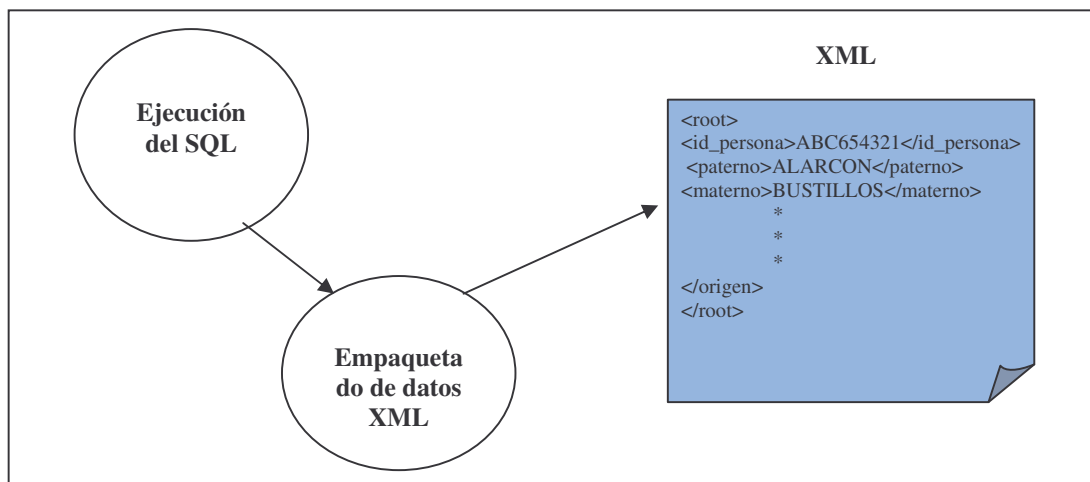 Ejecución
del SQL
Empaqueta
do de datos
XML
XML
<root>
<id_persona>ABC654321</id_persona>
<paterno>ALARCON</paterno>
<materno>BUSTILLOS</materno>
*
*
*
</origen>
</root>